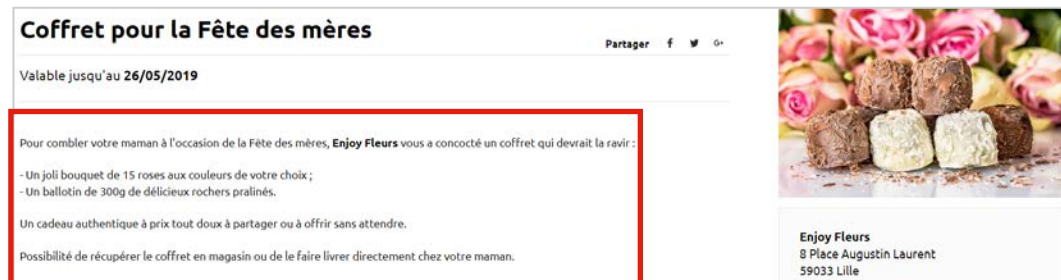 Coffret pour la Fête des mères
Partager
Valable jusqu'au 26/05/2019
Pour combler votre maman à l'occasion de la Fête des mères, Enjoy Fleurs vous a concocté un coffret qui devrait la ravir :
- Un joli bouquet de 15 roses aux couleurs de votre choix ;
- Un ballotin de 300g de délicieux rochers pralinés.
Un cadeau authentique à prix tout doux à partager ou à offrir sans attendre.
Possibilité de récupérer le coffret en magasin ou de le faire livrer directement chez votre maman.
Enjoy Fleurs
8 Place Augustin Laurent
59033 Lille